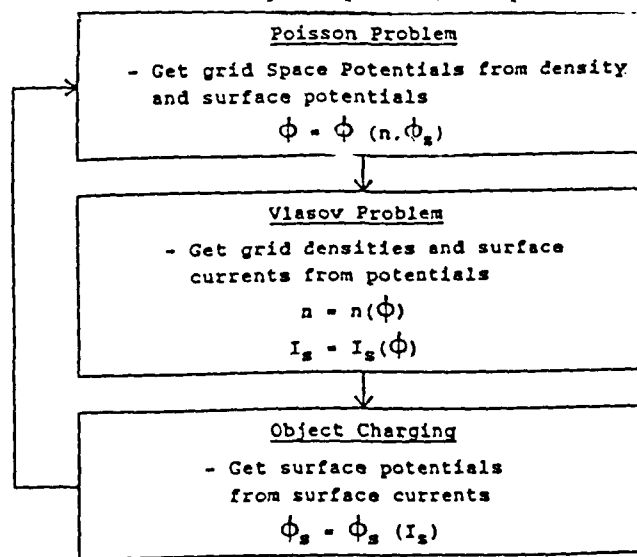 Poisson Problem
- Get grid Space Potentials from density
and surface potentials
ϕ = ϕ (n, ϕs)
Vlasov Problem
- Get grid densities and surface
currents from potentials
n = n(ϕ)
Is = Is(ϕ)
Object Charging
- Get surface potentials
from surface currents
ϕs = ϕs (Is)